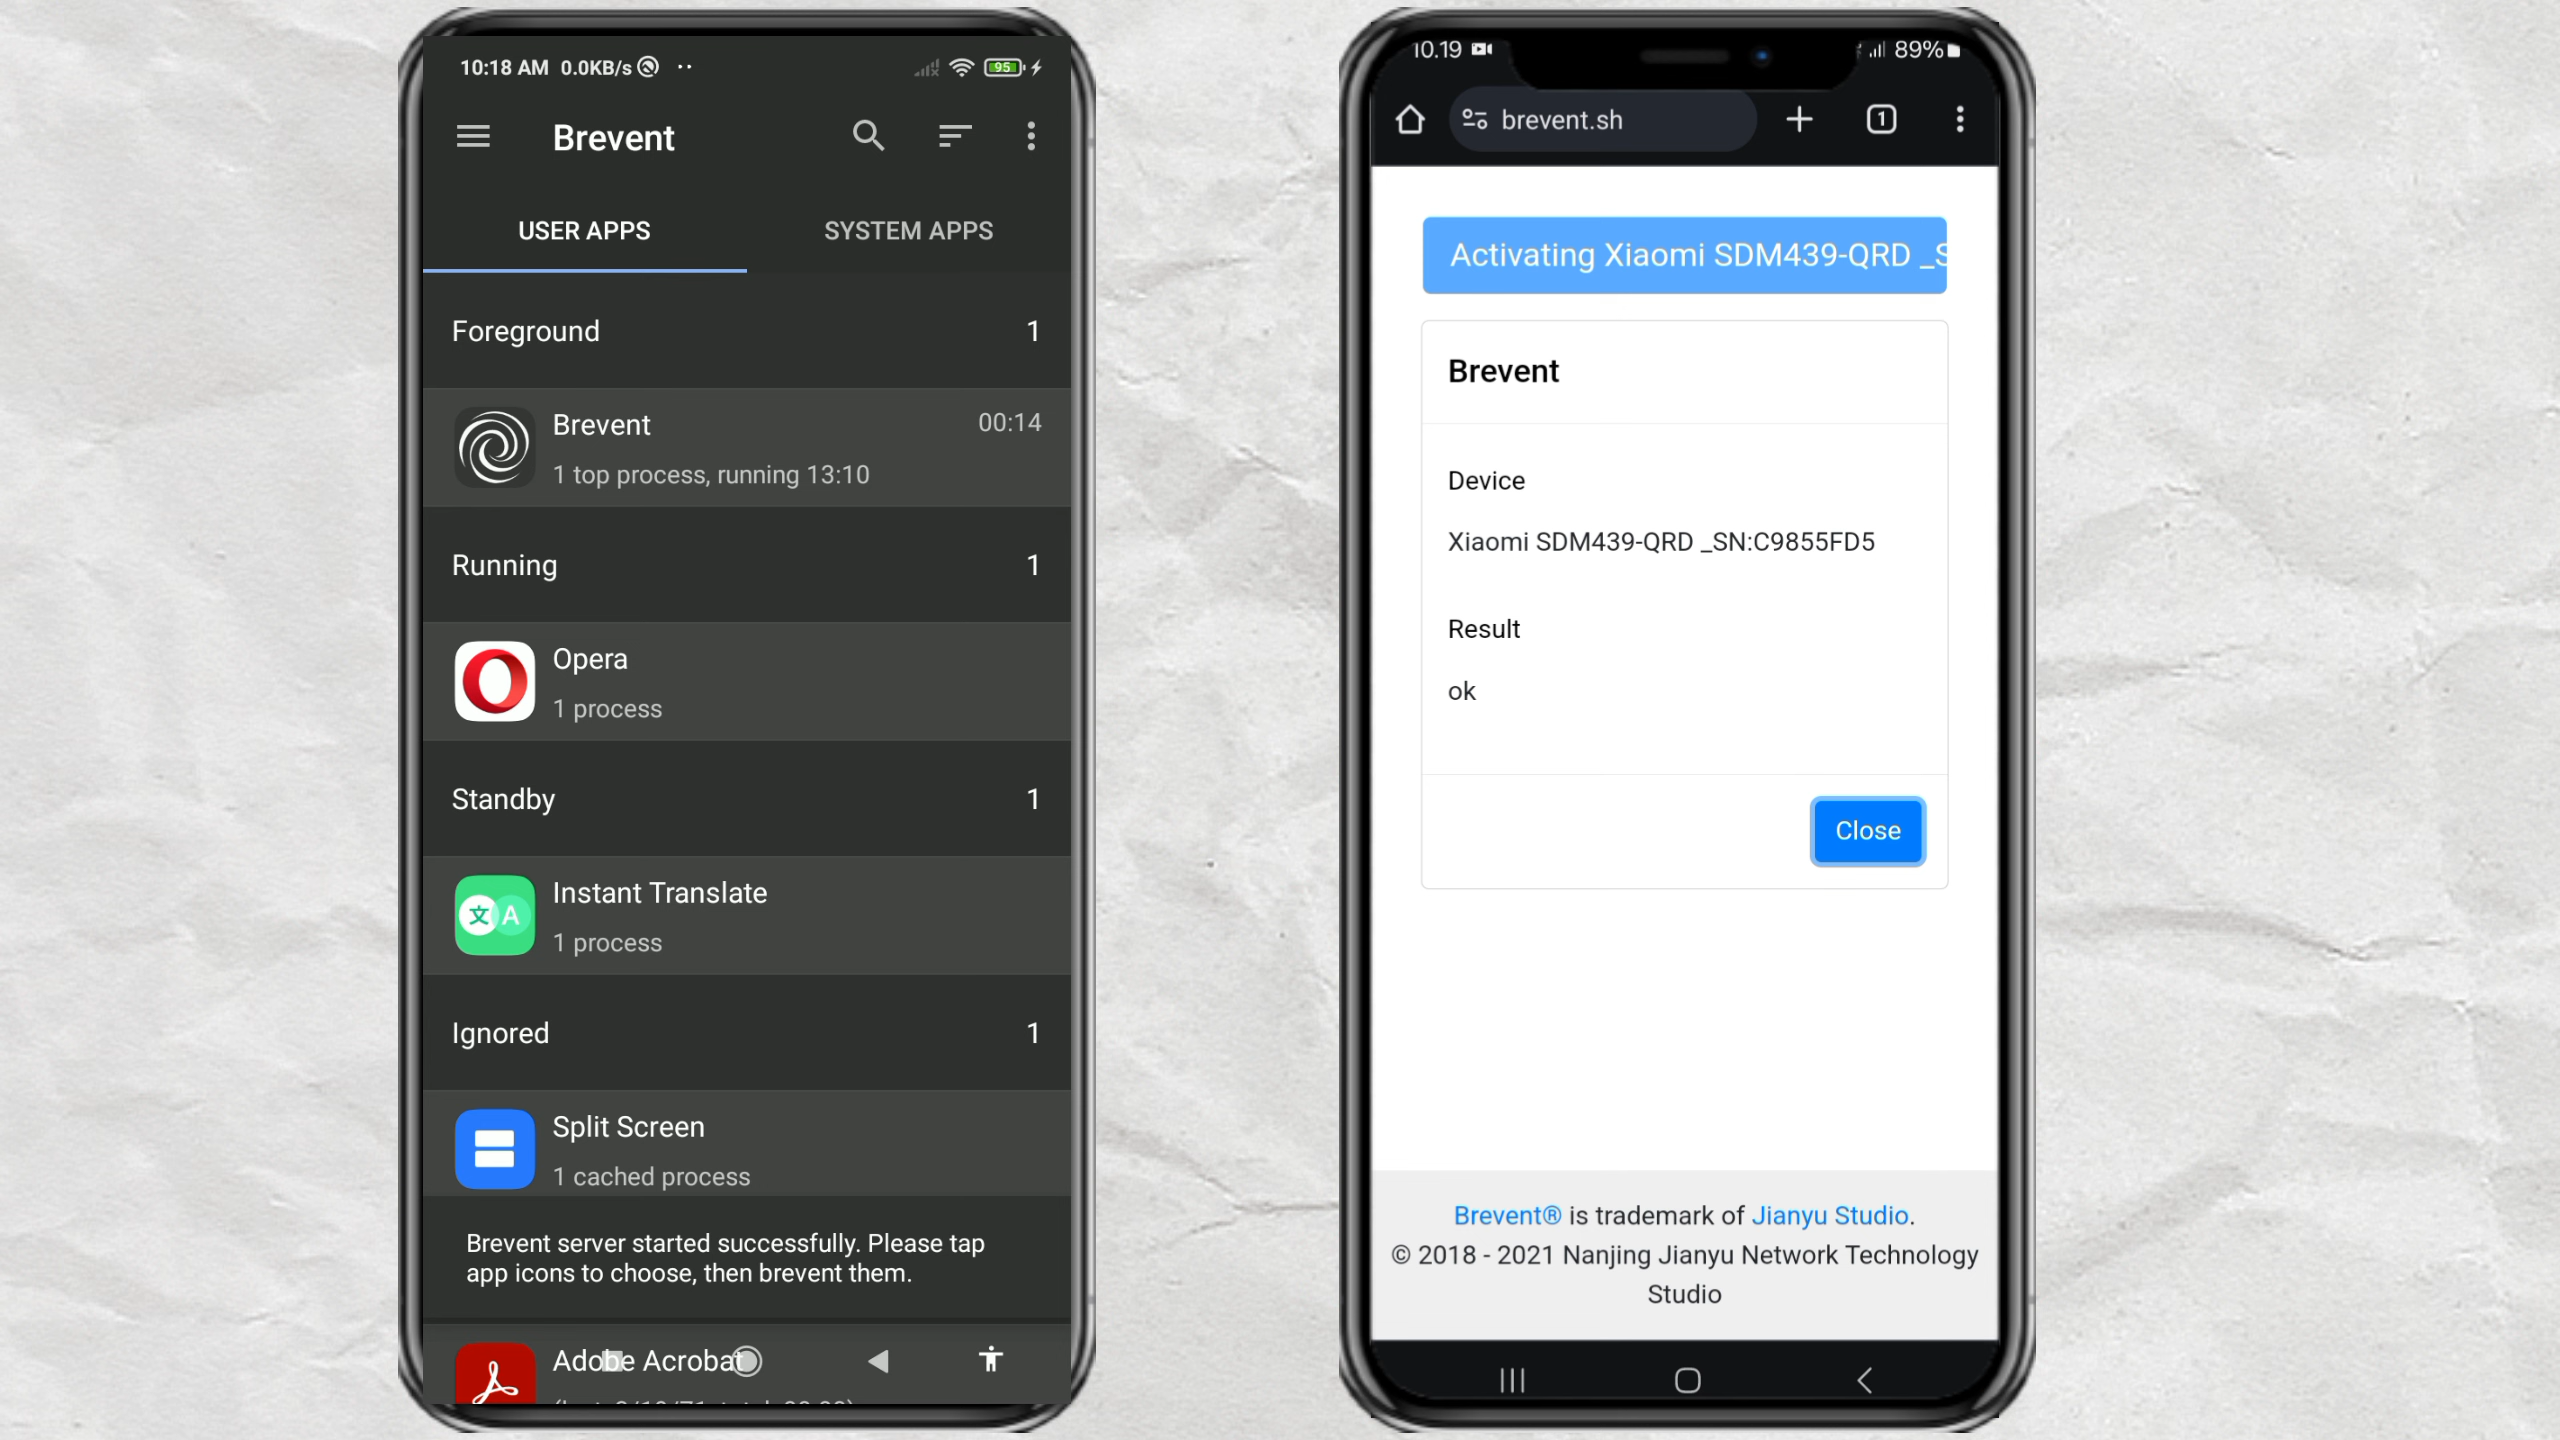 10:18 AM 0.0KB/s
95
Brevent
USER APPS SYSTEM APPS
Foreground 1
Brevent 00:14
1 top process, running 13:10
Running 1
Opera
1 process
Standby 1
文 A
Instant Translate
1 process
Ignored 1
Split Screen
1 cached process
Brevent server started successfully. Please tap
app icons to choose, then brevent them.
Adobe Acrobat
10.19 89%
brevent.sh 1
Activating Xiaomi SDM439-QRD _S
Brevent
Device
Xiaomi SDM439-QRD _SN:C9855FD5
Result
ok
Close
Brevent® is trademark of Jianyu Studio.
© 2018 - 2021 Nanjing Jianyu Network Technology
Studio